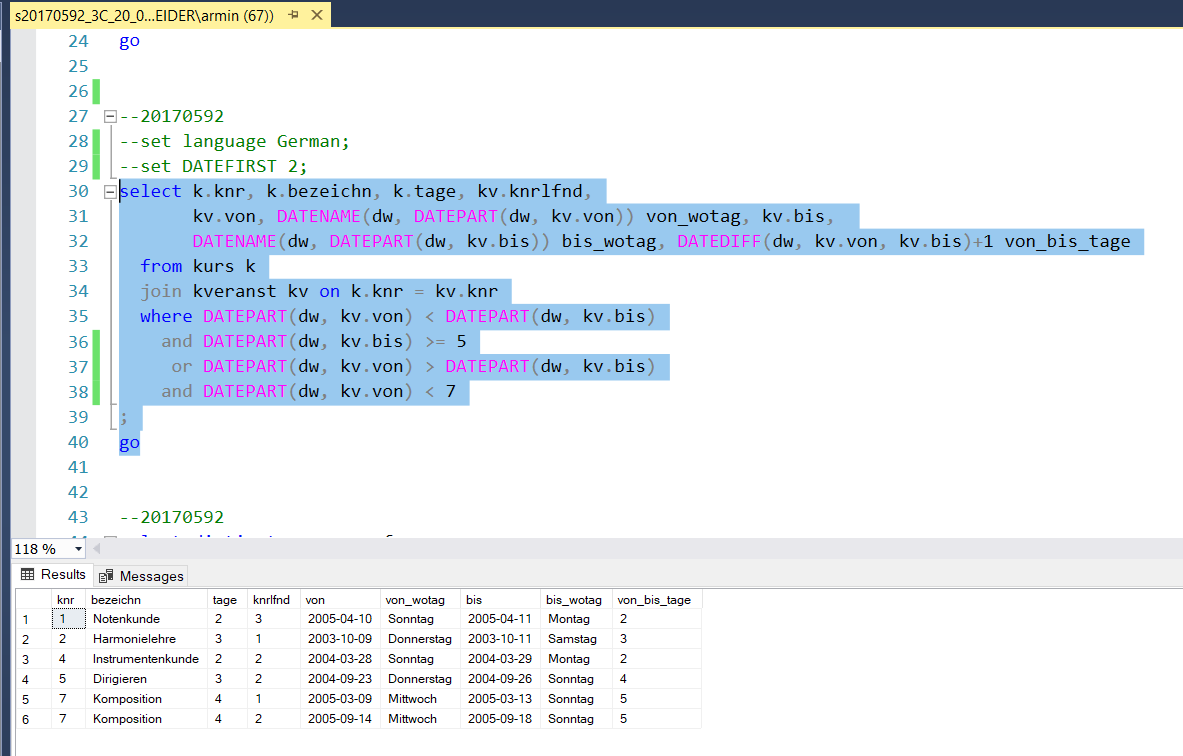 s20170592_3C_20_0...EIDER\armin (67))
24 go
25
26
27 --20170592
28 --set language German;
29 --set DATEFIRST 2;
30 select k.knr, k.bezeichn, k.tage, kv.knrlfnd,
31 kv.von, DATENAME(dw, DATEPART(dw, kv.von)) von_wotag, kv.bis,
32 DATENAME(dw, DATEPART(dw, kv.bis)) bis_wotag, DATEDIFF(dw, kv.von, kv.bis)+1 von_bis_tage
33 from kurs k
34 join kveranst kv on k.knr = kv.knr
35 where DATEPART(dw, kv.von) < DATEPART(dw, kv.bis)
36 and DATEPART(dw, kv.bis) >= 5
37 or DATEPART(dw, kv.von) > DATEPART(dw, kv.bis)
38 and DATEPART(dw, kv.von) < 7
39 ;
40 go
41
42
43 --20170592
118 %
Results Messages
knr bezeichn tage knrlfnd von von_wotag bis bis_wotag von_bis_tage
1 1 Notenkunde 2 3 2005-04-10 Sonntag 2005-04-11 Montag 2
2 2 Harmonielehre 3 1 2003-10-09 Donnerstag 2003-10-11 Samstag 3
3 4 Instrumentenkunde 2 2 2004-03-28 Sonntag 2004-03-29 Montag 2
4 5 Dirigieren 3 2 2004-09-23 Donnerstag 2004-09-26 Sonntag 4
5 7 Komposition 4 1 2005-03-09 Mittwoch 2005-03-13 Sonntag 5
6 7 Komposition 4 2 2005-09-14 Mittwoch 2005-09-18 Sonntag 5